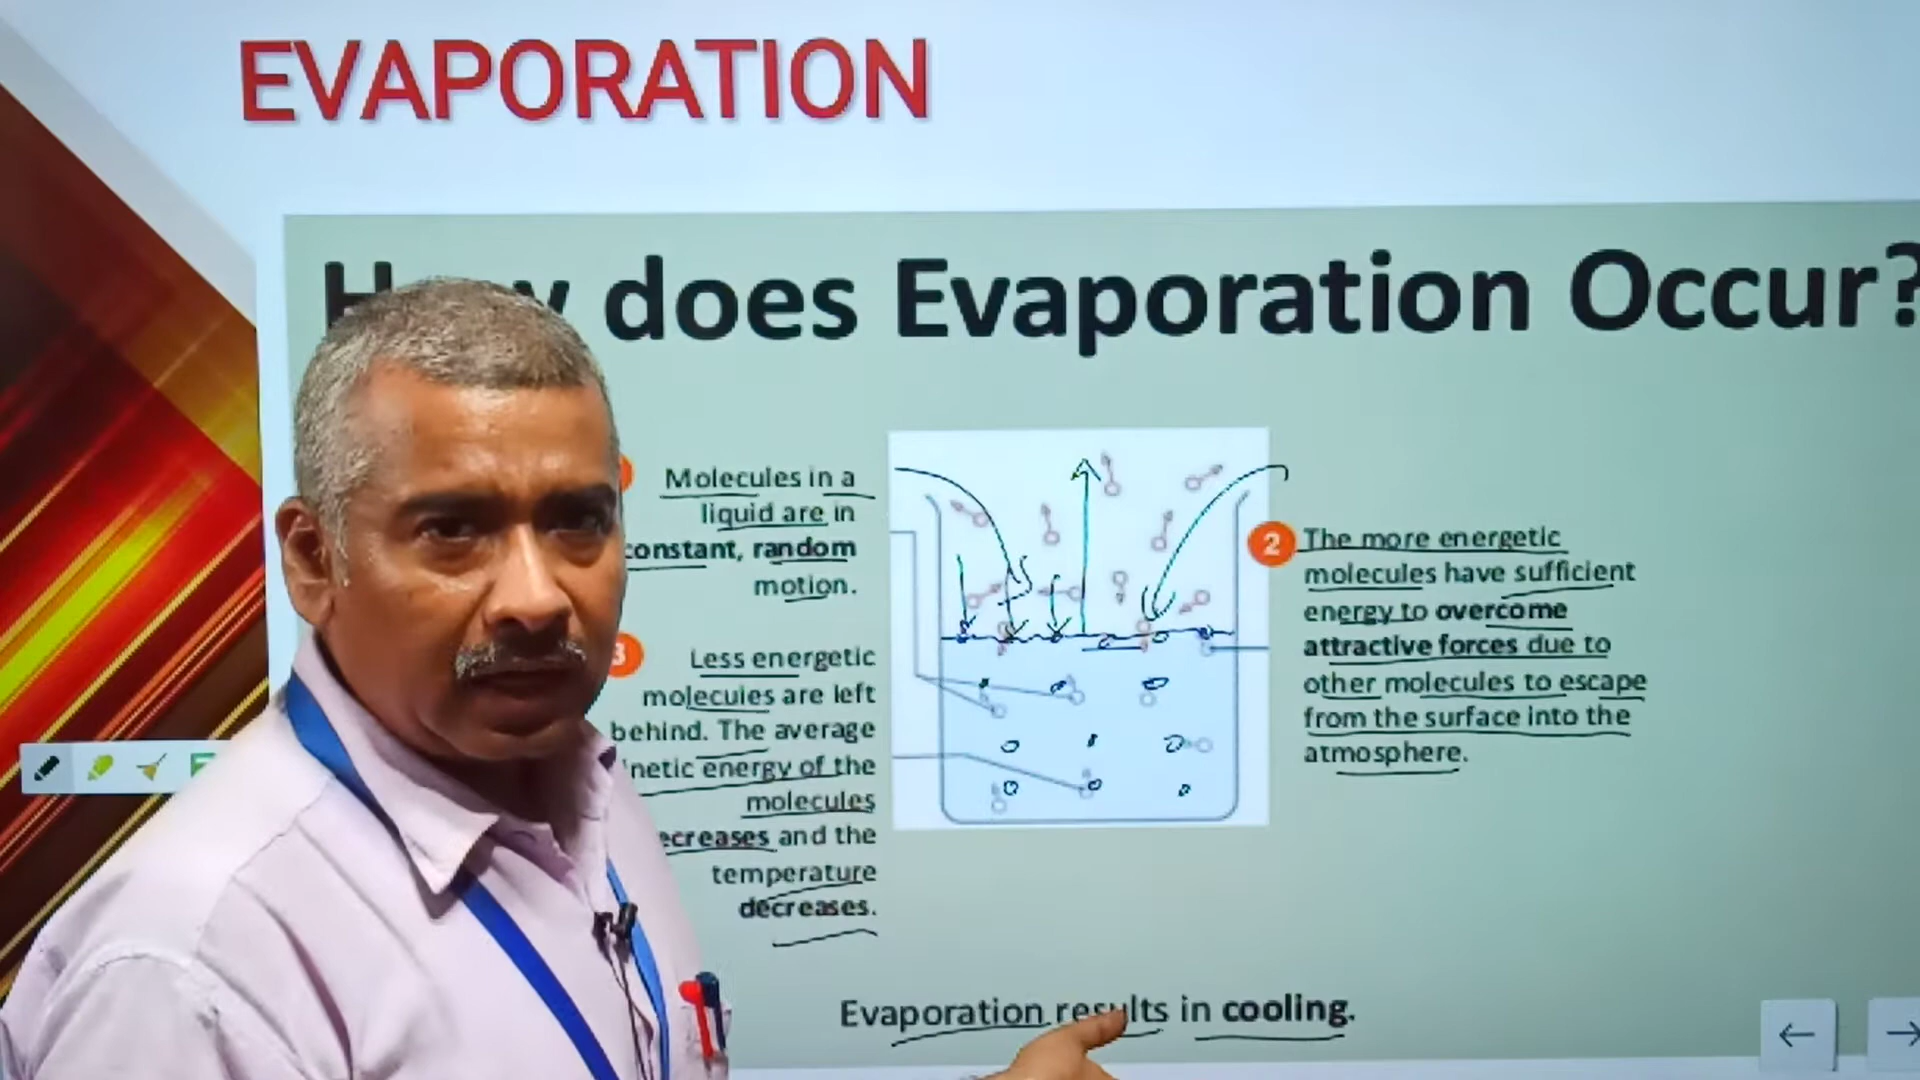 EVAPORATION
How does Evaporation Occur?
Molecules in a
liquid are in
constant, random
motion.
2
The more energetic
molecules have sufficient
energy to overcome
attractive forces due to
other molecules to escape
from the surface into the
atmosphere.
3
Less energetic
molecules are left
behind. The average
netic energy of the
molecules
ecreases and the
temperature
decreases.
Evaporation results in cooling.